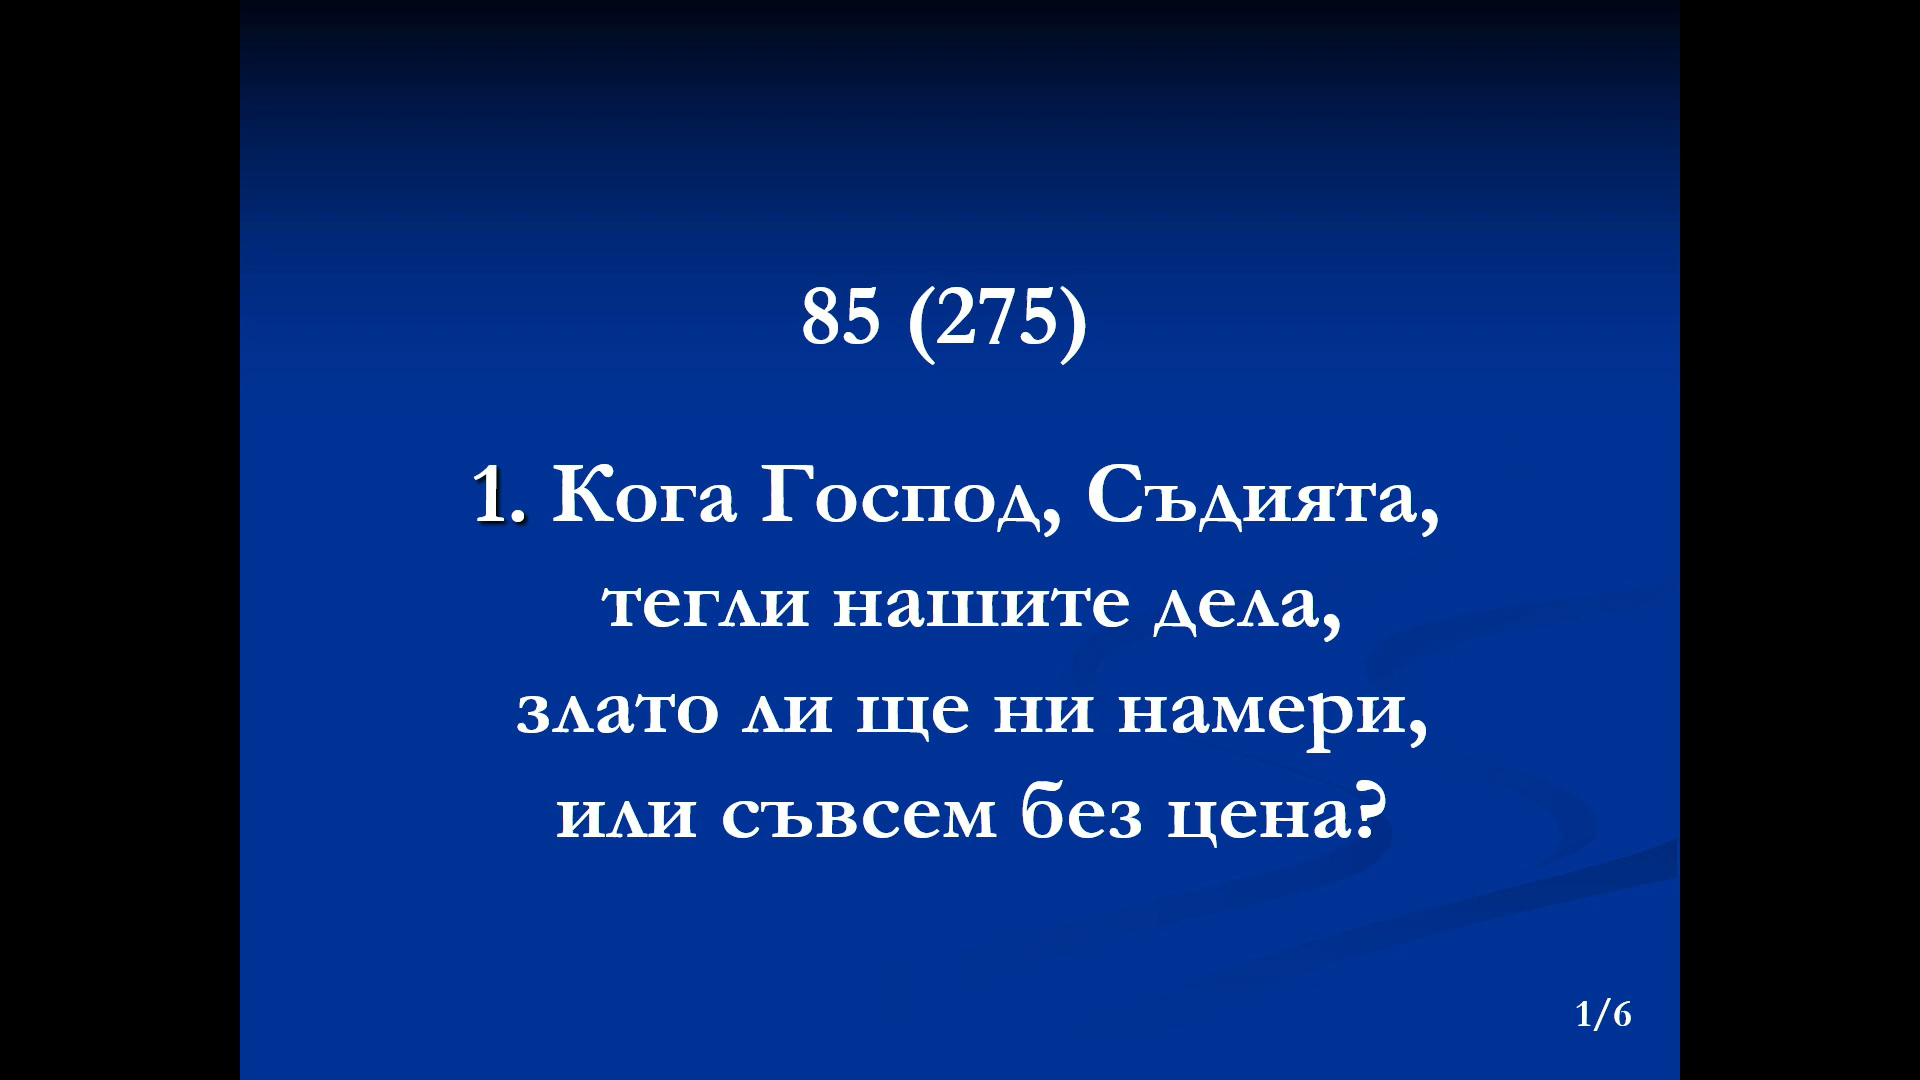 85 (275)
1. Кога Господ, Съдията,
тегли нашите дела,
злато ли ще ни намери,
или съвсем без цена?
1/6